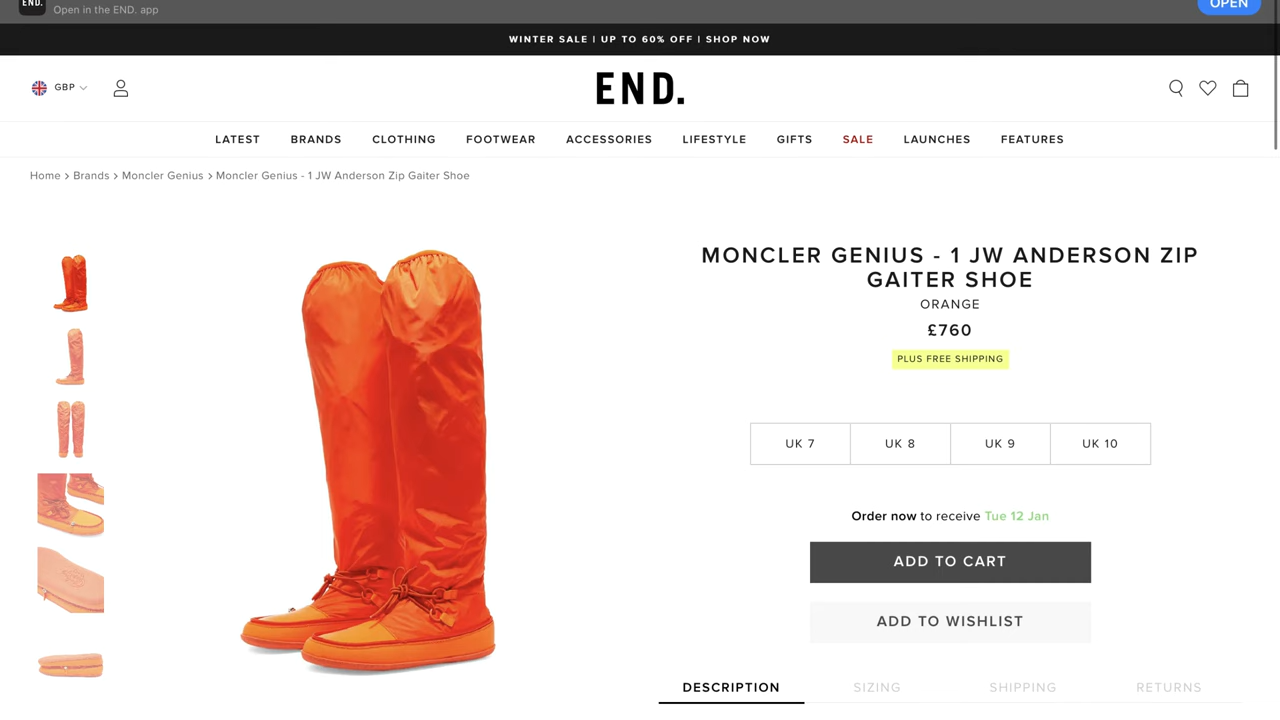 END.
Open in the END. app
OPEN
WINTER SALE | UP TO 60% OFF | SHOP NOW
GBP
END.
LATEST BRANDS CLOTHING FOOTWEAR ACCESSORIES LIFESTYLE GIFTS SALE LAUNCHES FEATURES
Home > Brands > Moncler Genius > Moncler Genius - 1 JW Anderson Zip Gaiter Shoe
MONCLER GENIUS - 1 JW ANDERSON ZIP
GAITER SHOE
ORANGE
£760
PLUS FREE SHIPPING
UK 7 UK 8 UK 9 UK 10
Order now to receive Tue 12 Jan
ADD TO CART
ADD TO WISHLIST
DESCRIPTION SIZING SHIPPING RETURNS